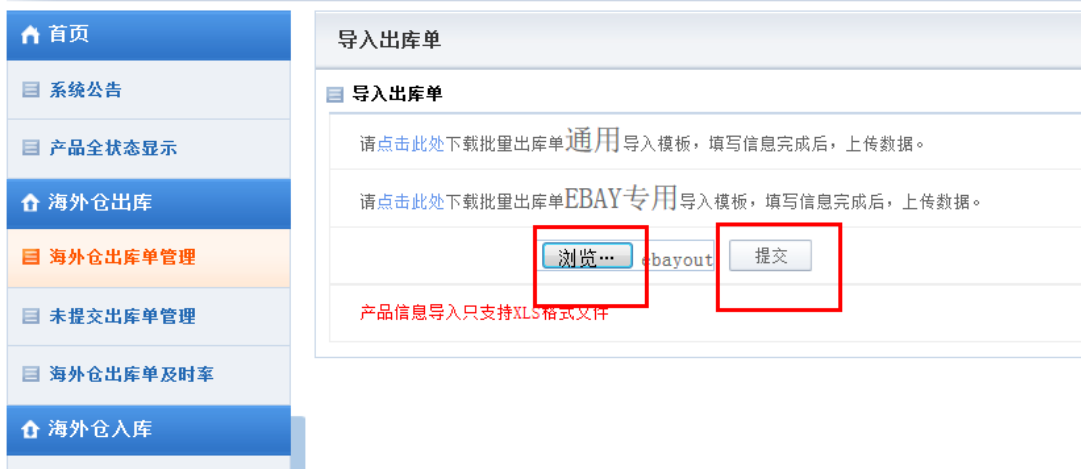 首页
系统公告
产品全状态显示
海外仓出库
海外仓出库单管理
未提交出库单管理
海外仓出库单及时率
海外仓入库
导入出库单
导入出库单
请点击此处下载批量出库单通用导入模板，填写信息完成后，上传数据。
请点击此处下载批量出库单EBAY专用导入模板，填写信息完成后，上传数据。
浏览… ebayout 提交
产品信息导入只支持XLS格式文件